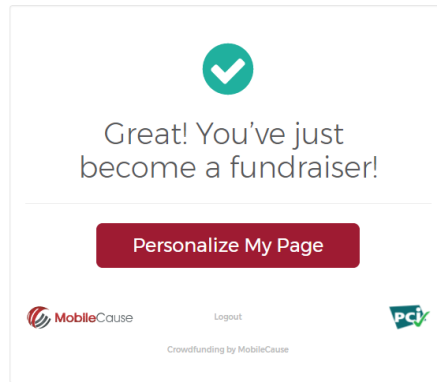 Great! You've just
become a fundraiser!
Personalize My Page
MobileCause
Logout
PCI
Crowdfunding by MobileCause